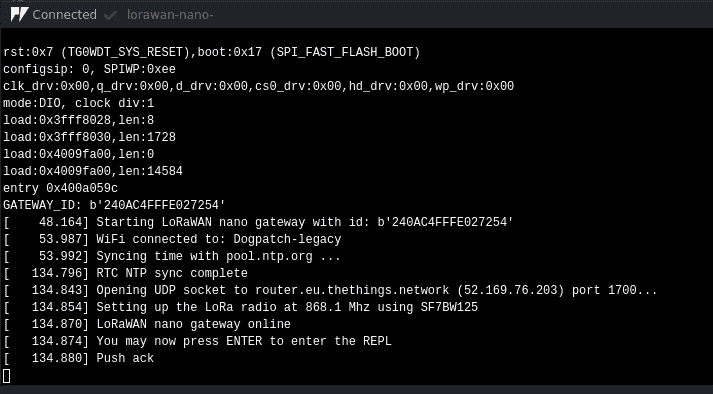 Connected lorawan-nano-
rst:0x7 (TG0WDT_SYS_RESET),boot:0x17 (SPI_FAST_FLASH_BOOT)
configsip: 0, SPIWP:0xee
clk_drv:0x00,q_drv:0x00,d_drv:0x00,cs0_drv:0x00,hd_drv:0x00,wp_drv:0x00
mode:DIO, clock div:1
load:0x3fff8028,len:8
load:0x3fff8030,len:1728
load:0x4009fa00,len:0
load:0x4009fa00,len:14584
entry 0x400a059c
GATEWAY_ID: b'240AC4FFFE027254'
[    48.164] Starting LoRaWAN nano gateway with id: b'240AC4FFFE027254'
[    53.987] WiFi connected to: Dogpatch-legacy
[    53.992] Syncing time with pool.ntp.org ...
[   134.796] RTC NTP sync complete
[   134.843] Opening UDP socket to router.eu.thethings.network (52.169.76.203) port 1700...
[   134.854] Setting up the LoRa radio at 868.1 Mhz using SF7BW125
[   134.870] LoRaWAN nano gateway online
[   134.874] You may now press ENTER to enter the REPL
[   134.880] Push ack